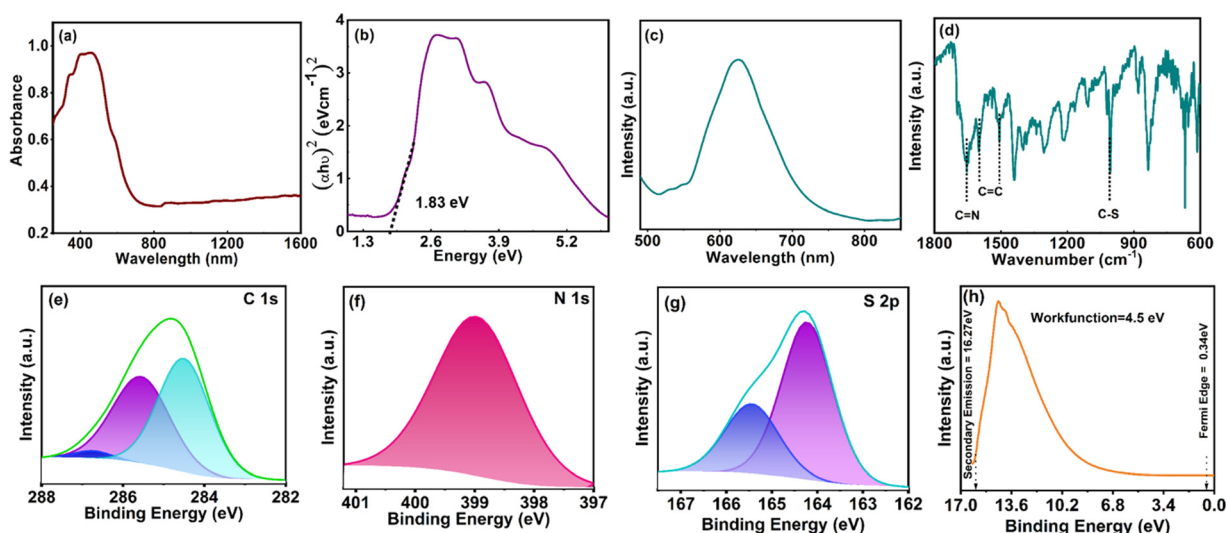 (a)
Absorbance
1.0
0.8
0.6
0.4
0.2
400 800 1200 1600
Wavelength (nm)
(b)
(αhυ)² (eVcm⁻¹)²
4
3
2
1
0
1.83 eV
1.3 2.6 3.9 5.2
Energy (eV)
(c)
Intensity (a.u.)
500 600 700 800
Wavelength (nm)
(d)
Intensity (a.u.)
C=N
C=C
C-S
1800 1500 1200 900 600
Wavenumber (cm⁻¹)
(e)
C 1s
Intensity (a.u.)
288 286 284 282
Binding Energy (eV)
(f)
N 1s
Intensity (a.u.)
401 400 399 398 397
Binding Energy (eV)
(g)
S 2p
Intensity (a.u.)
167 166 165 164 163 162
Binding Energy (eV)
(h)
Workfunction=4.5 eV
Intensity (a.u.)
Secondary Emission = 16.27eV
Fermi Edge = 0.34eV
17.0 13.6 10.2 6.8 3.4 0.0
Binding Energy (eV)